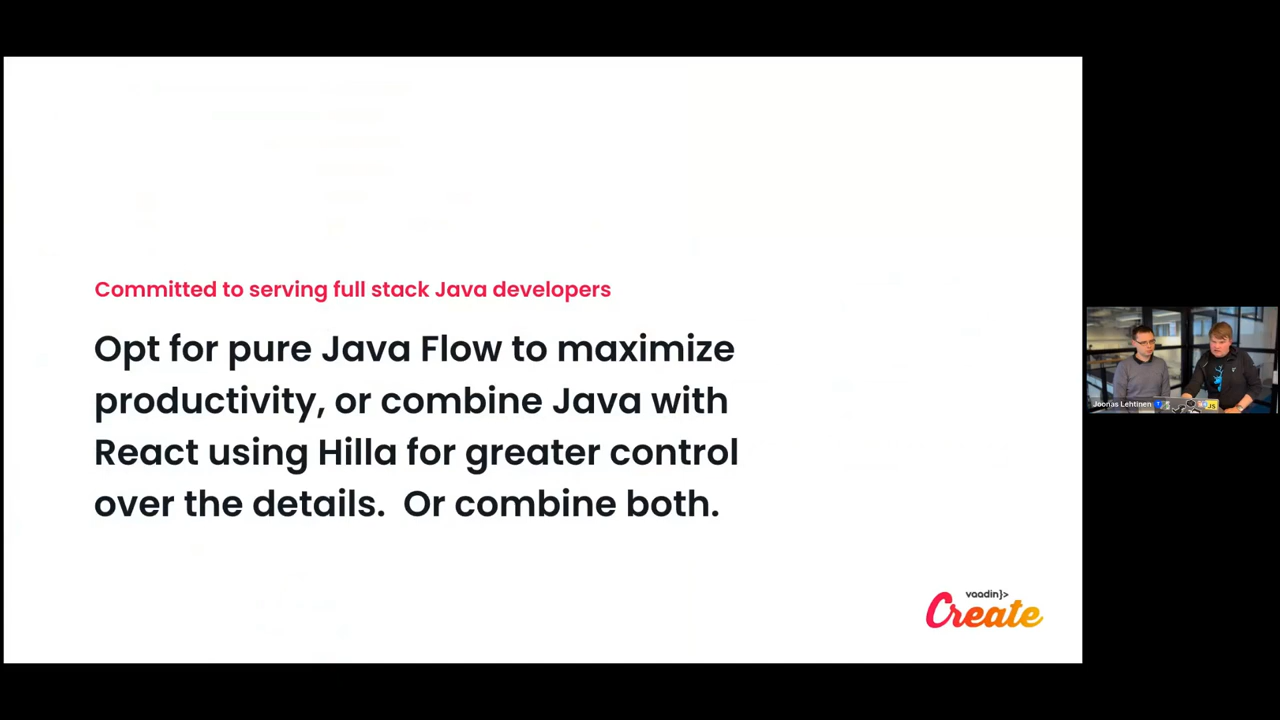 Committed to serving full stack Java developers
Opt for pure Java Flow to maximize
productivity, or combine Java with
React using Hilla for greater control
over the details.  Or combine both.
vaadin}>
Create
Joonas Lehtinen
JS